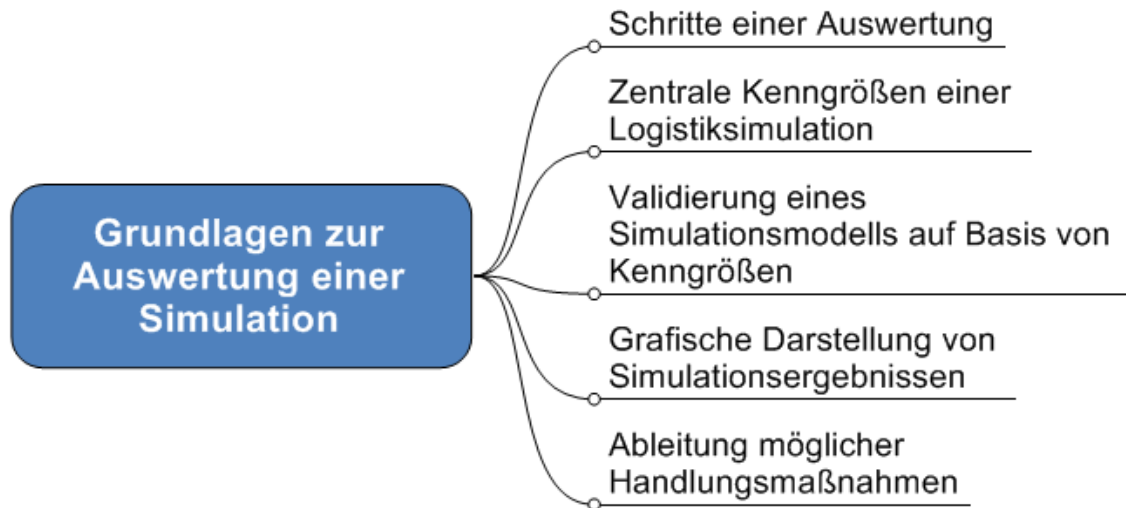 Grundlagen zur
Auswertung einer
Simulation
Schritte einer Auswertung
Zentrale Kenngrößen einer
Logistiksimulation
Validierung eines
Simulationsmodells auf Basis von
Kenngrößen
Grafische Darstellung von
Simulationsergebnissen
Ableitung möglicher
Handlungsmaßnahmen